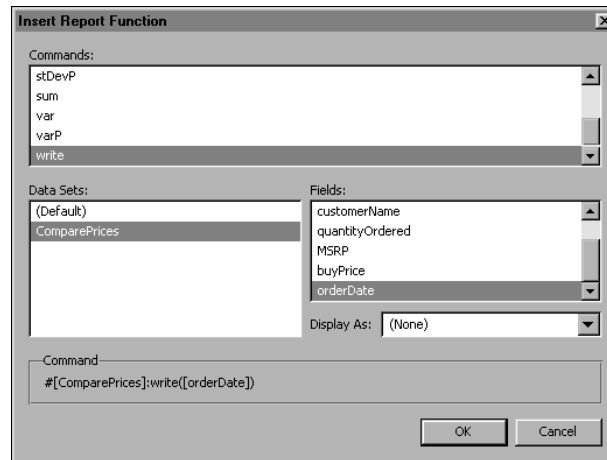 Insert Report Function
Commands:
stDevP
sum
var
varP
write
Data Sets:
(Default)
ComparePrices
Fields:
customerName
quantityOrdered
MSRP
buyPrice
orderDate
Display As: (None)
Command
#[ComparePrices]:write([orderDate])
OK Cancel